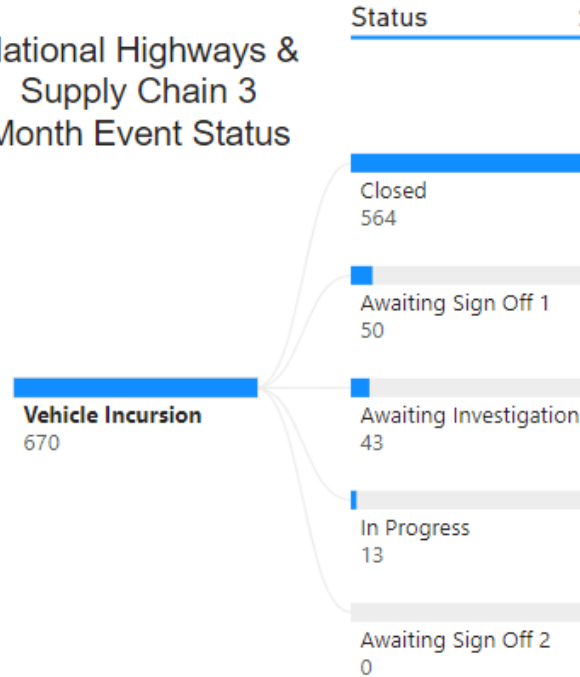 ational Highways &
Supply Chain 3
Month Event Status
Status
Closed
564
Awaiting Sign Off 1
50
Vehicle Incursion
670
Awaiting Investigation
43
In Progress
13
Awaiting Sign Off 2
0